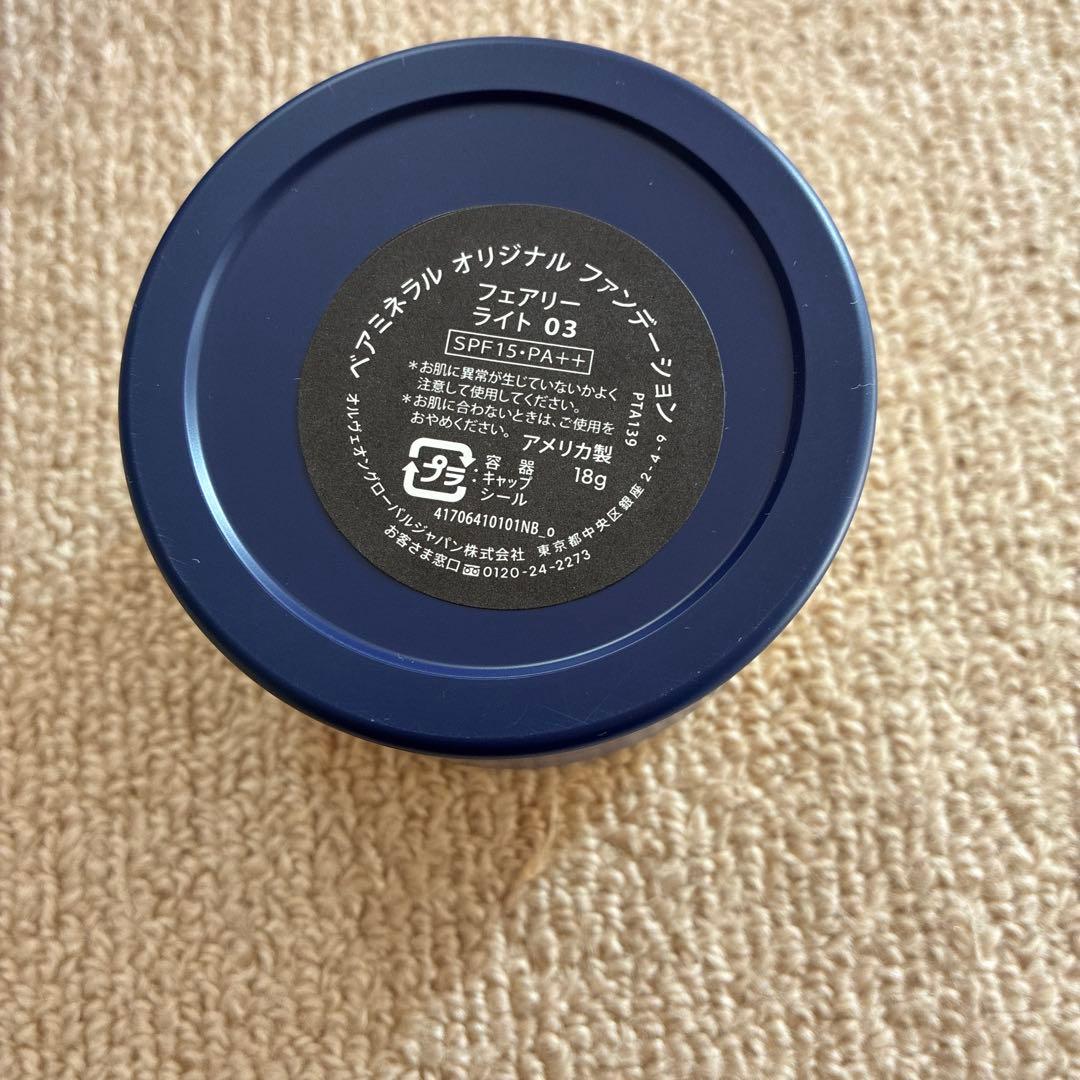 ベアミネラル オリジナル ファンデーション
フェアリー
ライト 03
SPF15・PA++
＊お肌に異常が生じていないかよく
注意して使用してください。
＊お肌に合わないときは、ご使用を
おやめください。
アメリカ製
プラ
：容器
：キャップ
シール
18g
PTA139
41706410101NB_o
オルヴェオングローバルジャパン株式会社 東京都中央区銀座2-4-9
お客さま窓口 0120-24-2273